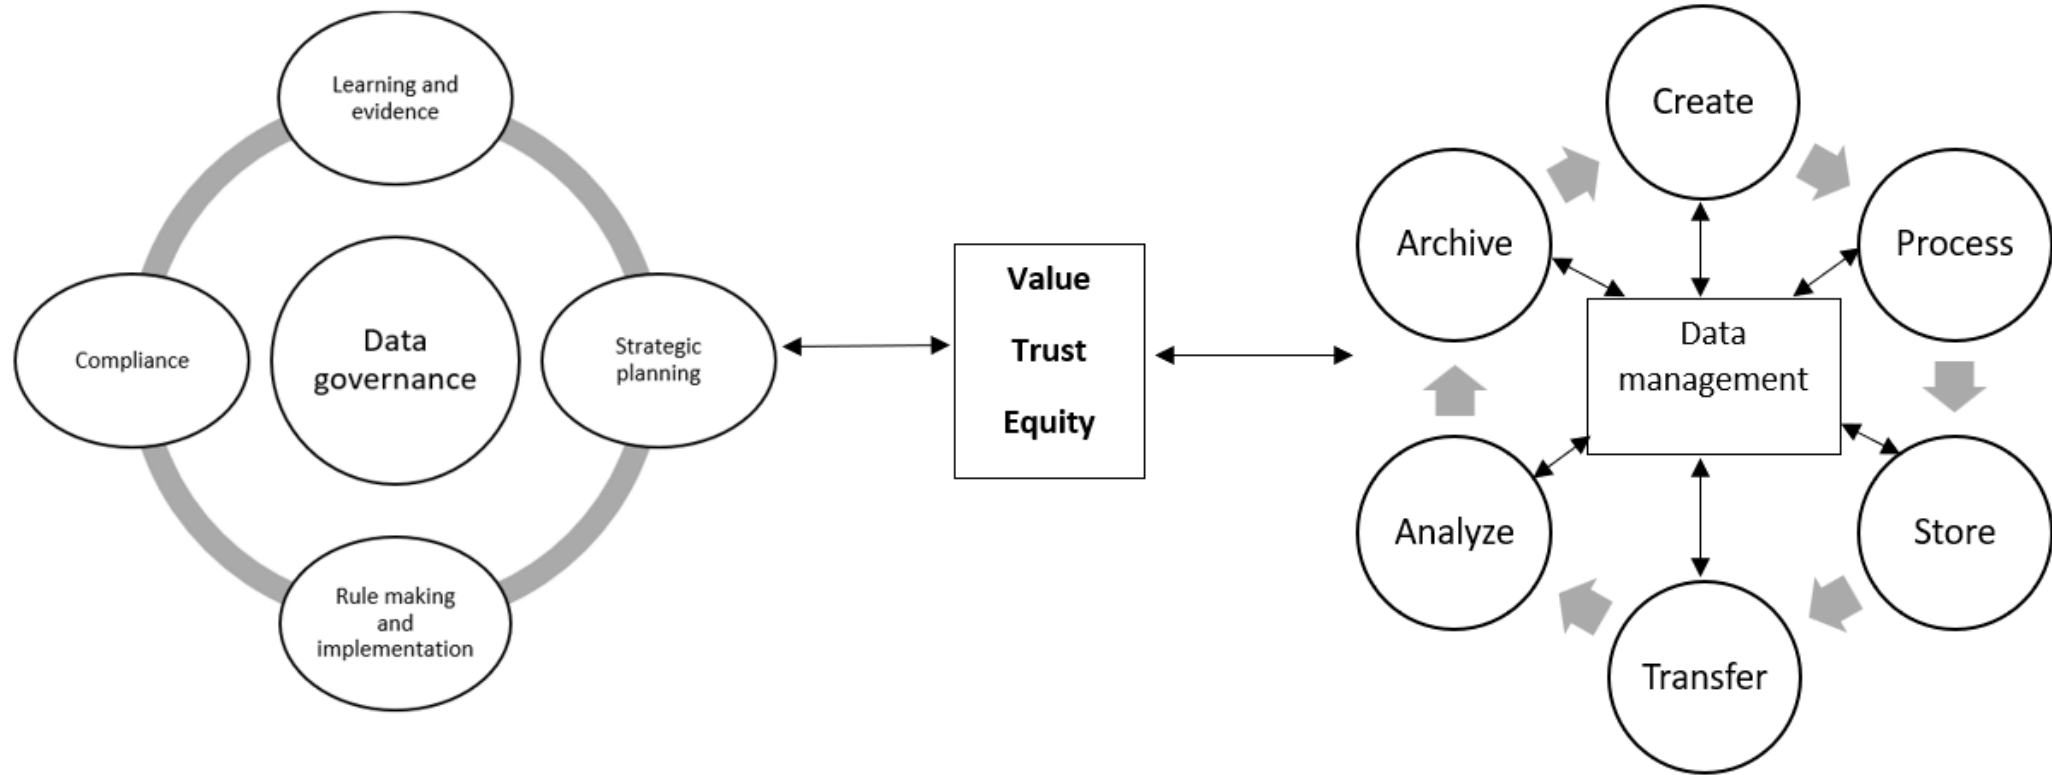 Learning and
evidence
Compliance
Data
governance
Strategic
planning
Rule making
and
implementation
Value
Trust
Equity
Create
Process
Store
Transfer
Analyze
Archive
Data
management